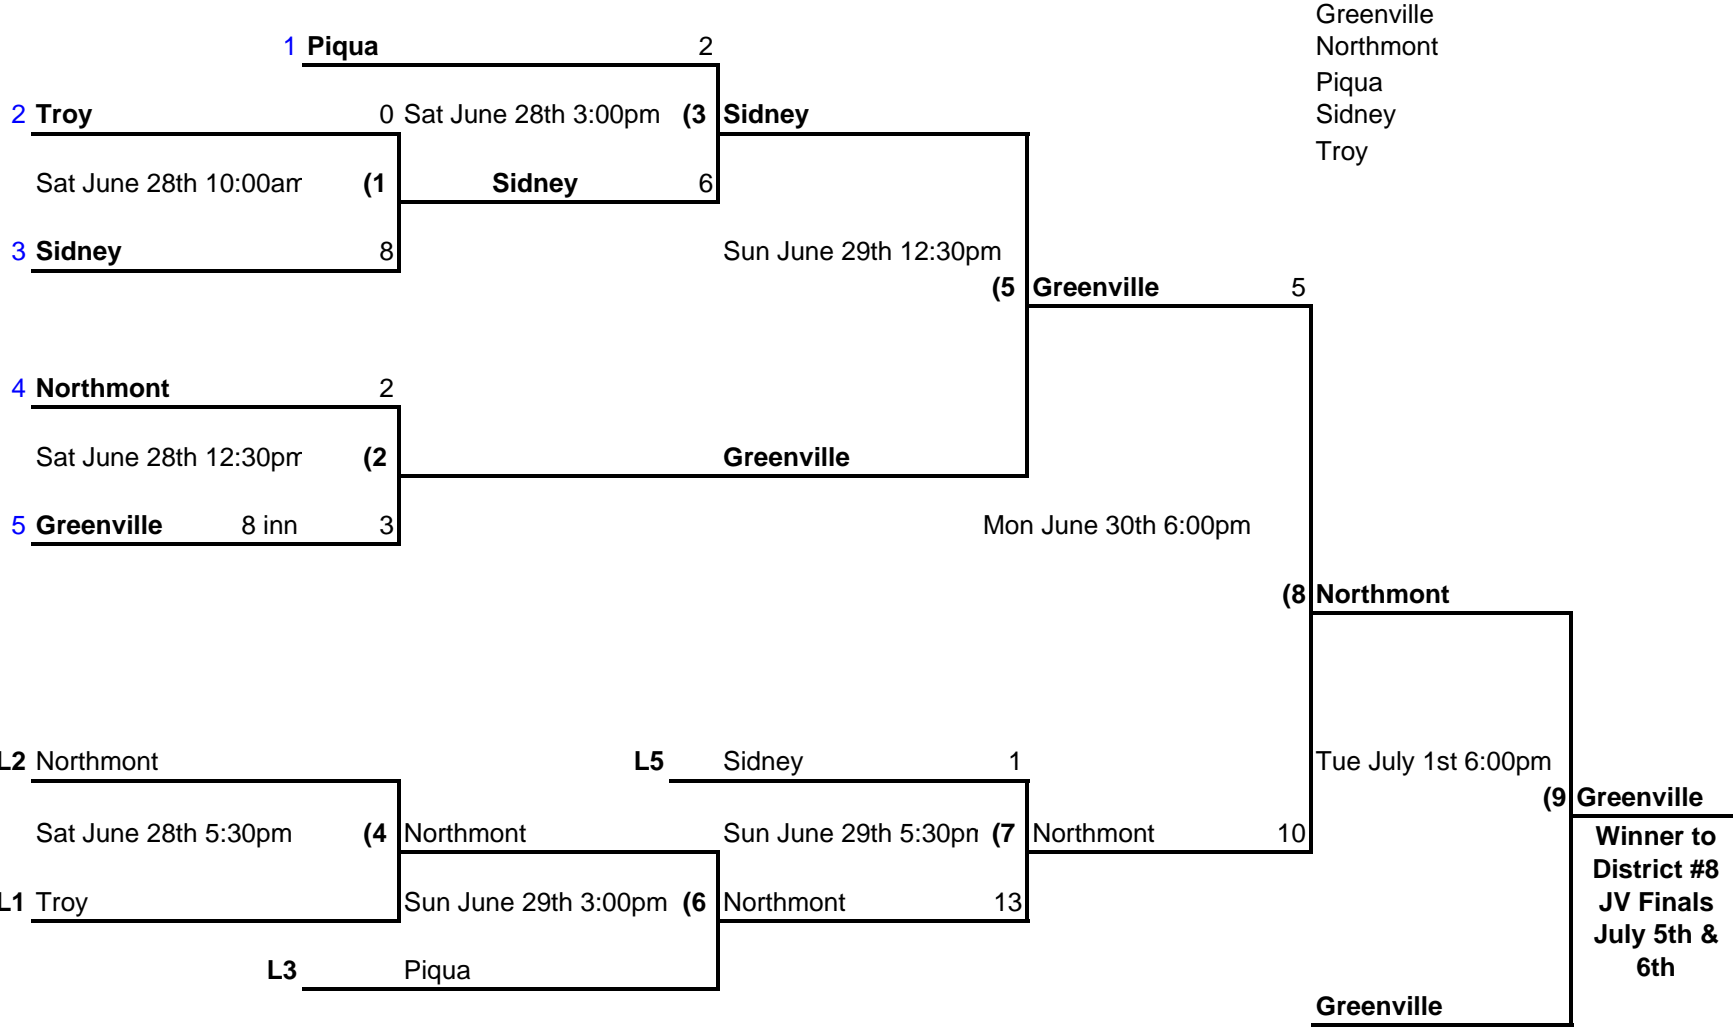 Greenville
1 Piqua 2 Northmont
Piqua
2 Troy 0 Sat June 28th 3:00pm (3 Sidney Sidney
Troy
Sat June 28th 10:00am (1 Sidney 6
3 Sidney 8 Sun June 29th 12:30pm
(5 Greenville 5
4 Northmont 2
Sat June 28th 12:30pm (2 Greenville
5 Greenville 8 inn 3 Mon June 30th 6:00pm
(8 Northmont
L2 Northmont L5 Sidney 1 Tue July 1st 6:00pm
(9 Greenville
Sat June 28th 5:30pm (4 Northmont Sun June 29th 5:30pm (7 Northmont 10 Winner to
District #8
L1 Troy Sun June 29th 3:00pm (6 Northmont 13 JV Finals
July 5th &
L3 Piqua 6th
Greenville